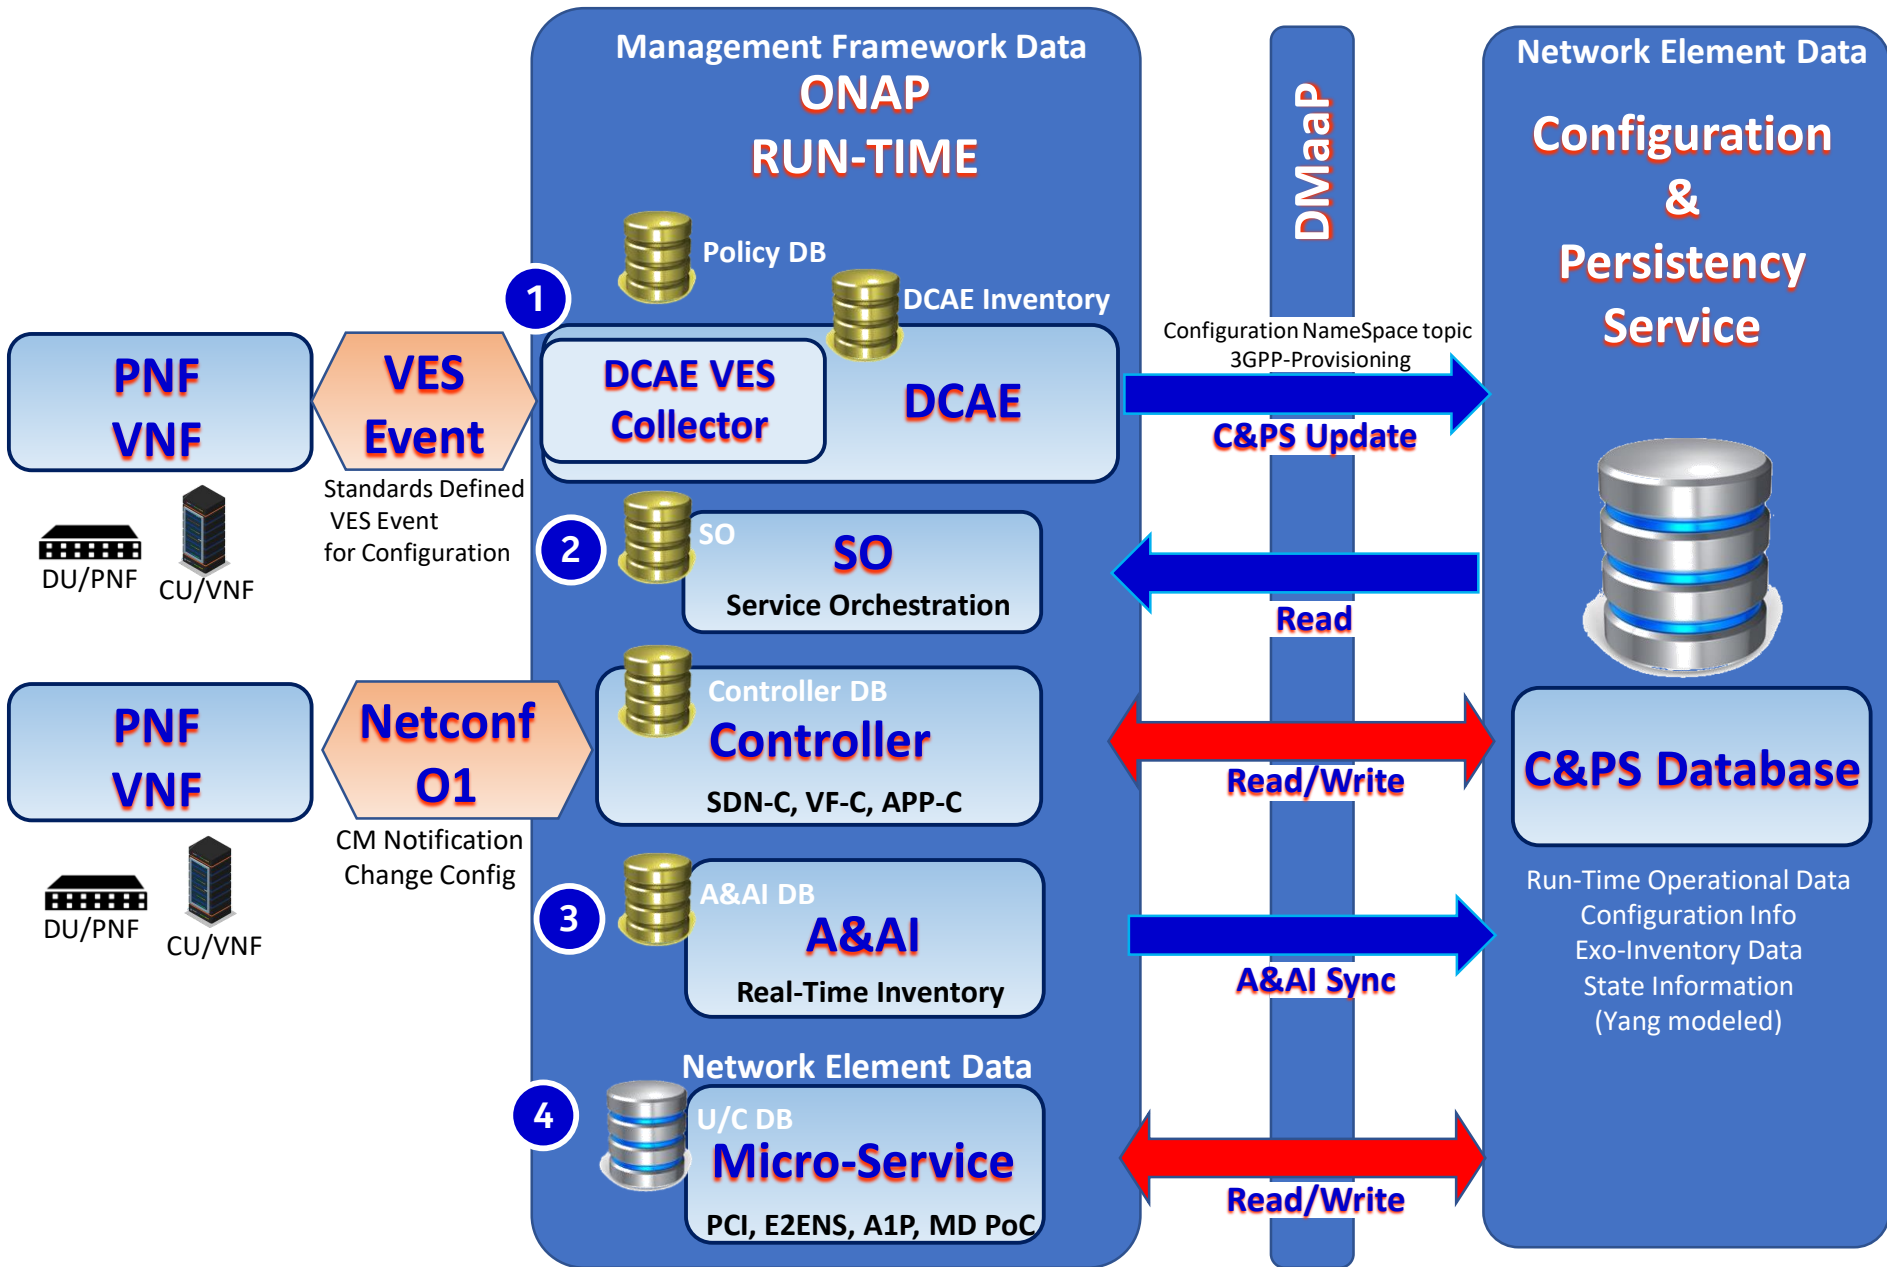 Management Framework Data
ONAP
RUN-TIME
Policy DB
DCAE Inventory
1
PNF
VNF
VES
Event
DCAE VES
Collector
DCAE
Standards Defined
VES Event
for Configuration
DU/PNF
CU/VNF
2
SO
SO
Service Orchestration
PNF
VNF
Netconf
O1
Controller DB
Controller
SDN-C, VF-C, APP-C
CM Notification
Change Config
DU/PNF
CU/VNF
3
A&AI DB
A&AI
Real-Time Inventory
Network Element Data
4
U/C DB
Micro-Service
PCI, E2ENS, A1P, MD PoC
DMaaP
Configuration NameSpace topic
3GPP-Provisioning
C&PS Update
Read
Read/Write
A&AI Sync
Read/Write
Network Element Data
Configuration
&
Persistency
Service
C&PS Database
Run-Time Operational Data
Configuration Info
Exo-Inventory Data
State Information
(Yang modeled)